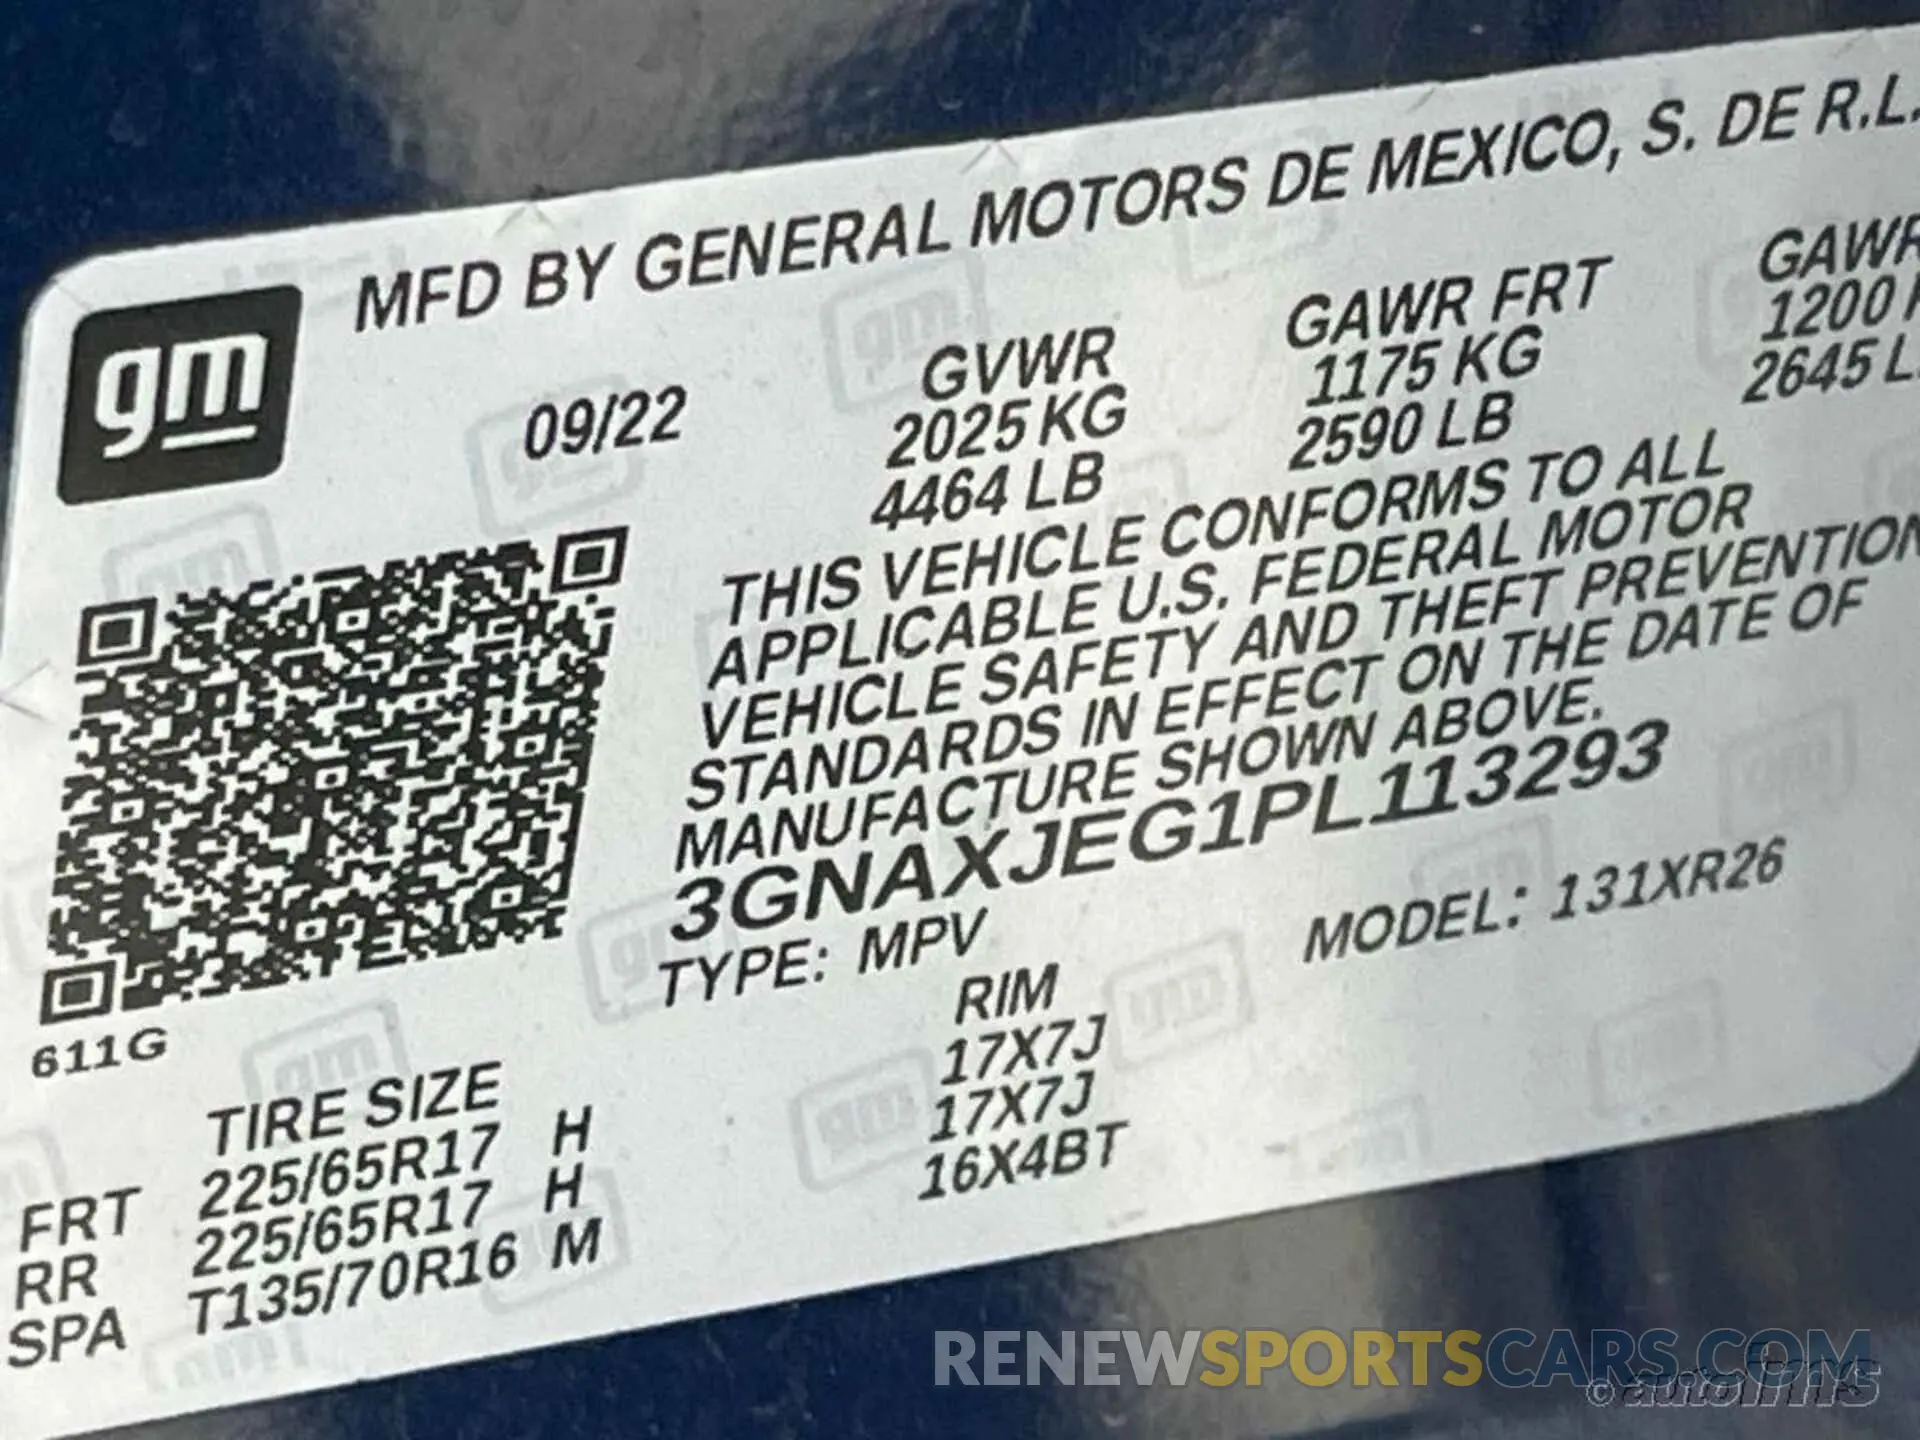 MFD BY GENERAL MOTORS DE MEXICO, S. DE R.L.
gm
09/22
GVWR
2025 KG
4464 LB
GAWR FRT
1175 KG
2590 LB
GAWR
1200
2645
THIS VEHICLE CONFORMS TO ALL
APPLICABLE U.S. FEDERAL MOTOR
VEHICLE SAFETY AND THEFT PREVENTION
STANDARDS IN EFFECT ON THE DATE OF
MANUFACTURE SHOWN ABOVE.
3GNAXJEG1PL113293
TYPE: MPV
MODEL: 131XR26
611G
TIRE SIZE
RIM
FRT 225/65R17 H 17X7J
RR 225/65R17 H 17X7J
SPA T135/70R16 M 16X4BT
RENEWSPORTSCARS.COM